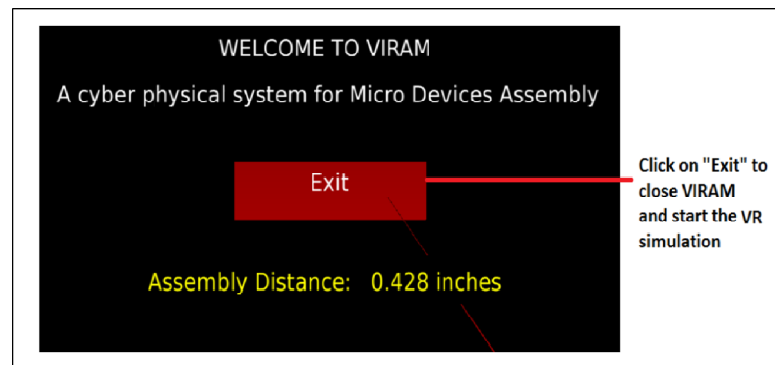 WELCOME TO VIRAM
A cyber physical system for Micro Devices Assembly
Exit
Click on "Exit" to
close VIRAM
and start the VR
simulation
Assembly Distance: 0.428 inches